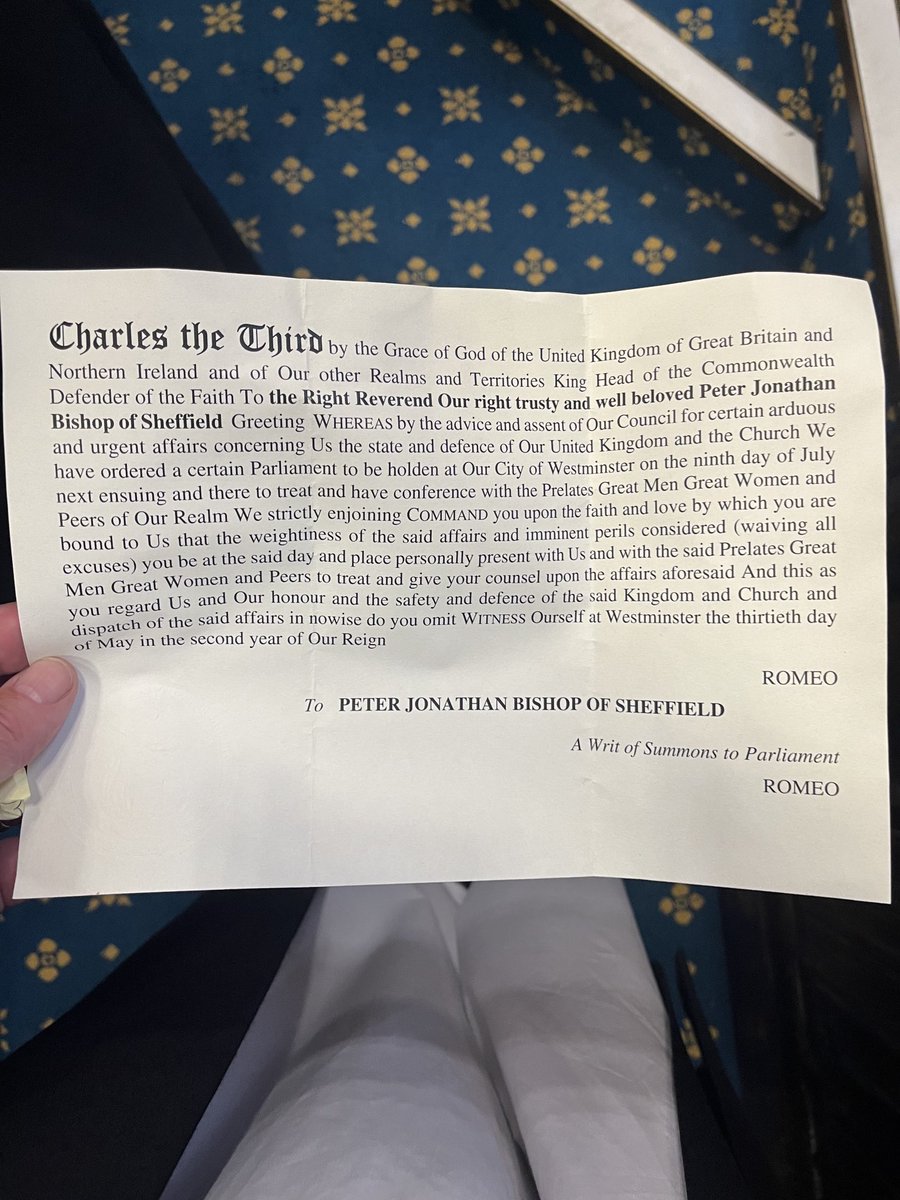 Charles the Third by the Grace of God of the United Kingdom of Great Britain and
Northern Ireland and of Our other Realms and Territories King Head of the Commonwealth
Defender of the Faith To the Right Reverend Our right trusty and well beloved Peter Jonathan
Bishop of Sheffield Greeting WHEREAS by the advice and assent of Our Council for certain arduous
and urgent affairs concerning Us the state and defence of Our United Kingdom and the Church We
have ordered a certain Parliament to be holden at Our City of Westminster on the ninth day of July
next ensuing and there to treat and have conference with the Prelates Great Men Great Women and
Peers of Our Realm We strictly enjoining COMMAND you upon the faith and love by which you are
bound to Us that the weightiness of the said affairs and imminent perils considered (waiving all
excuses) you be at the said day and place personally present with Us and with the said Prelates Great
Men Great Women and Peers to treat and give your counsel upon the affairs aforesaid And this as
you regard Us and Our honour and the safety and defence of the said Kingdom and Church and
dispatch of the said affairs in nowise do you omit WITNESS Ourself at Westminster the thirtieth day
of May in the second year of Our Reign
ROMEO
To PETER JONATHAN BISHOP OF SHEFFIELD
A Writ of Summons to Parliament
ROMEO